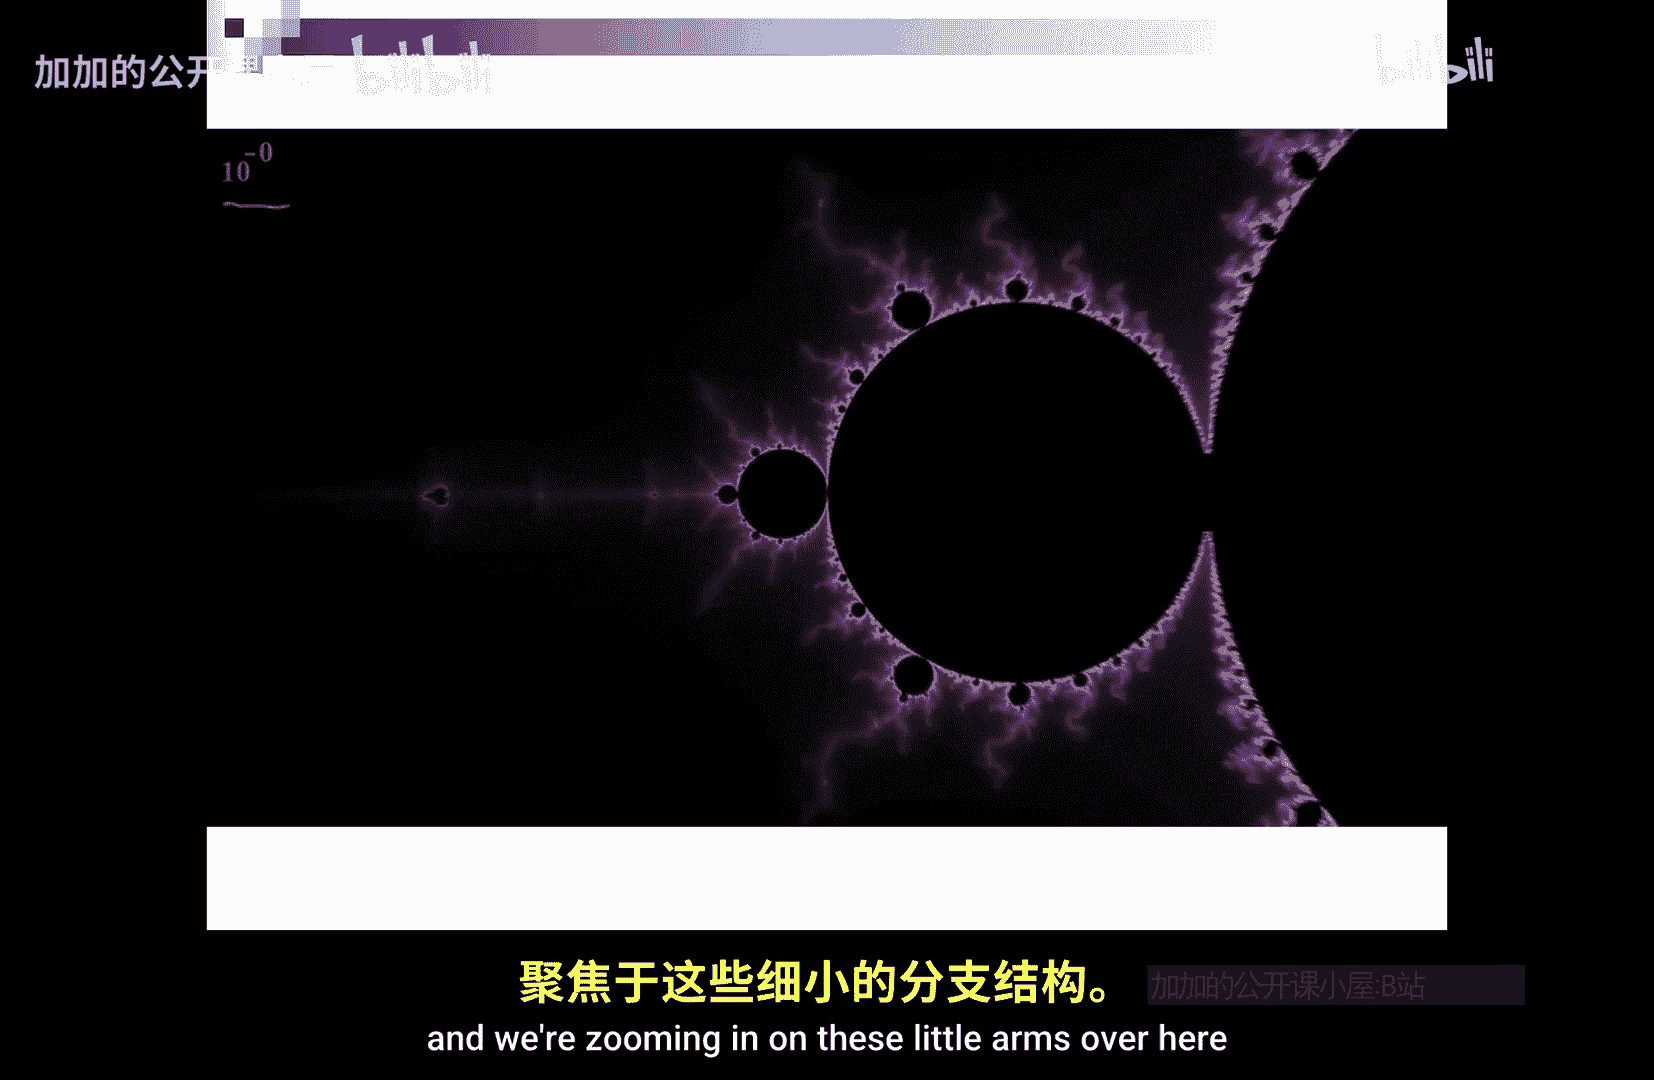 加加的公开
bilibili
bili
10^-0
聚焦于这些细小的分支结构。
加加的公开课小屋:B站
and we're zooming in on these little arms over here